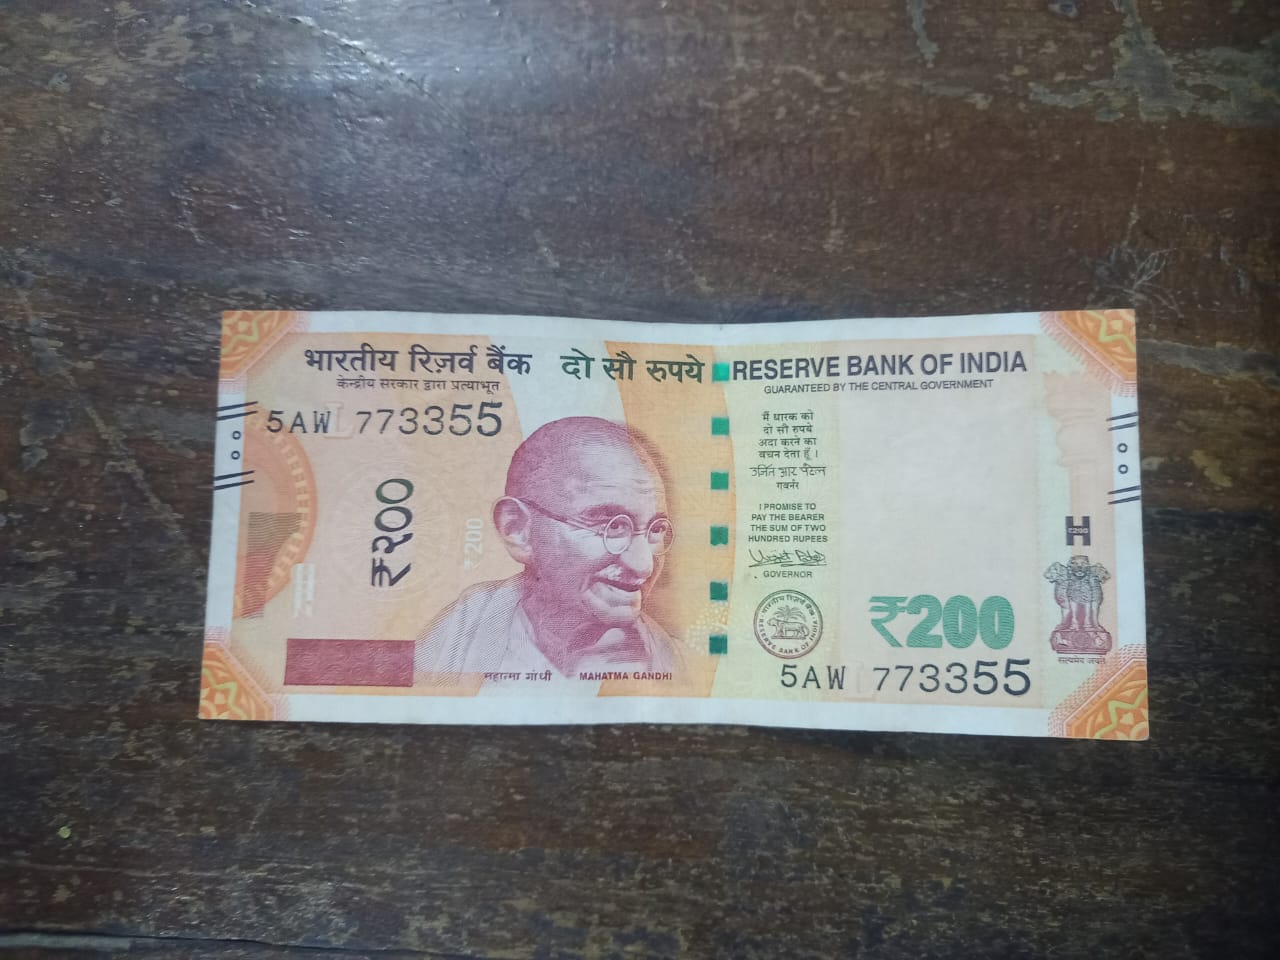 भारतीय रिज़र्व बैंक
केन्द्रीय सरकार द्वारा प्रत्याभूत
दो सौ रुपये
RESERVE BANK OF INDIA
GUARANTEED BY THE CENTRAL GOVERNMENT
5AW 773355
₹२००
₹200
महात्मा गांधी
MAHATMA GANDHI
मैं धारक को
दो सौ रुपये
अदा करने का
वचन देता हूँ।
उर्जित आर पटेल
गवर्नर
I PROMISE TO
PAY THE BEARER
THE SUM OF TWO
HUNDRED RUPEES
GOVERNOR
भारतीय रिज़र्व बैंक
RESERVE BANK OF INDIA
₹200
₹200
सत्यमेव जयते
5AW 773355